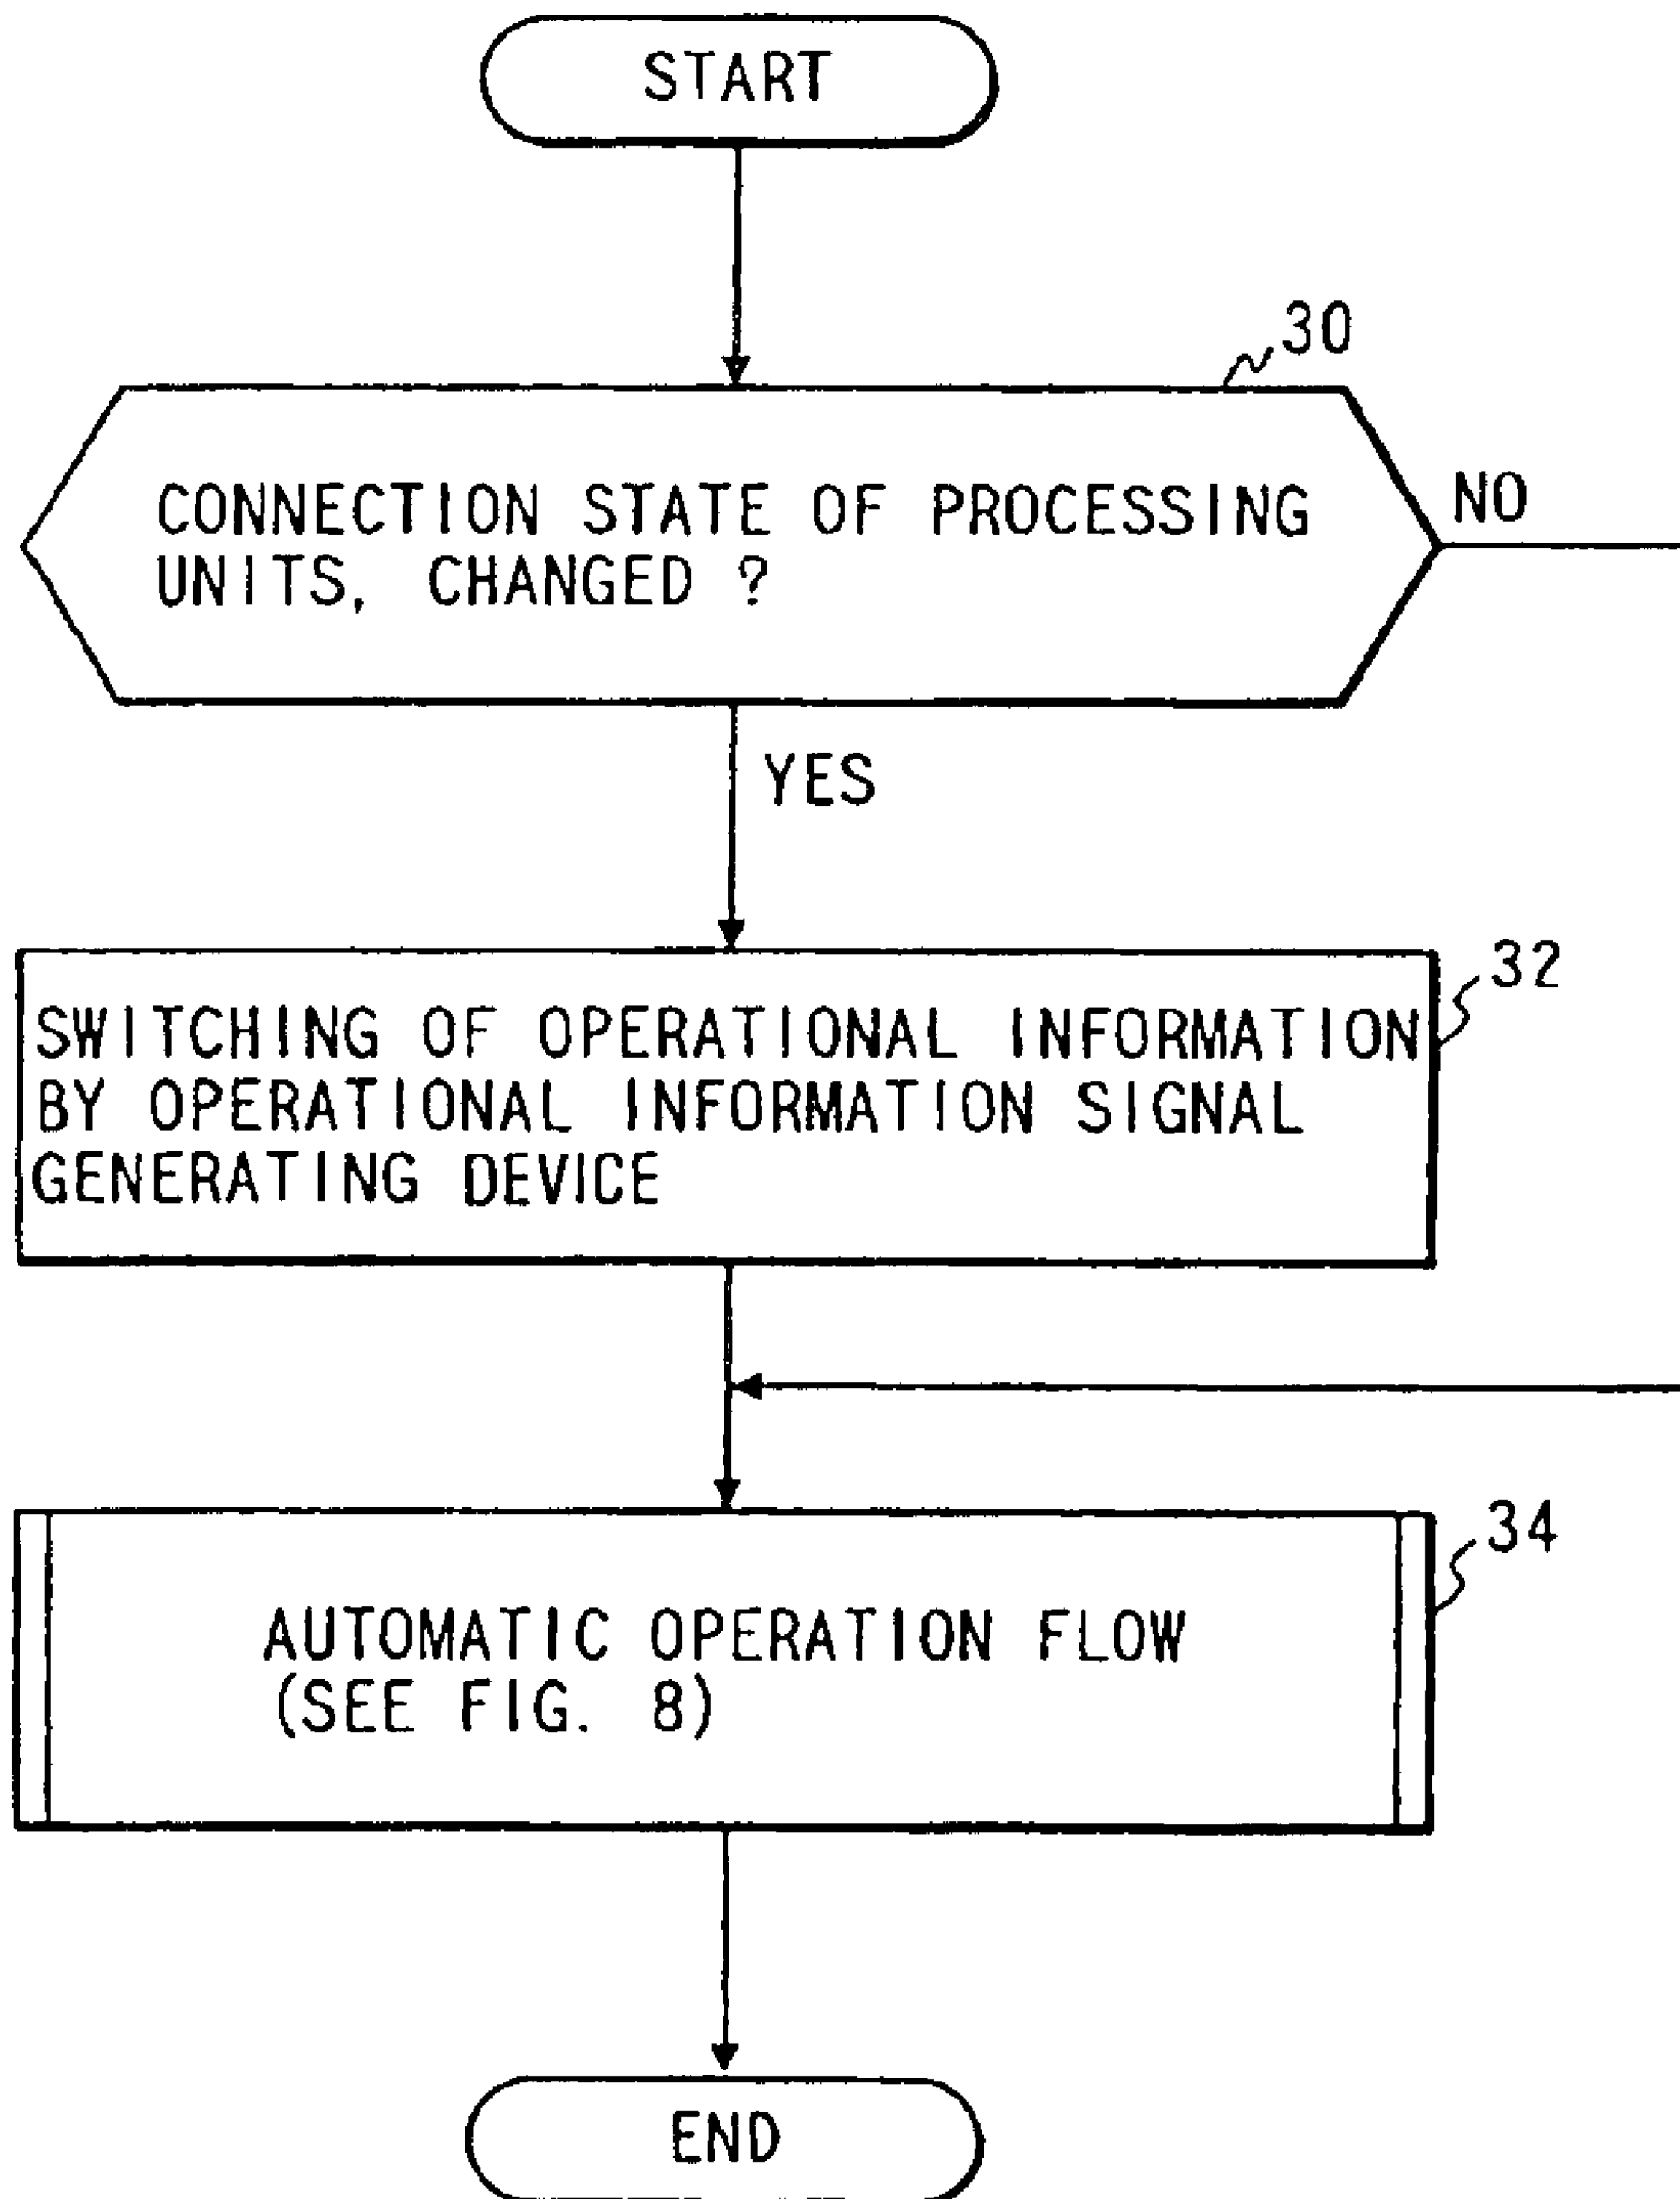 START
30
CONNECTION STATE OF PROCESSING
UNITS, CHANGED ?
NO
YES
32
SWITCHING OF OPERATIONAL INFORMATION
BY OPERATIONAL INFORMATION SIGNAL
GENERATING DEVICE
34
AUTOMATIC OPERATION FLOW
(SEE FIG. 8)
END